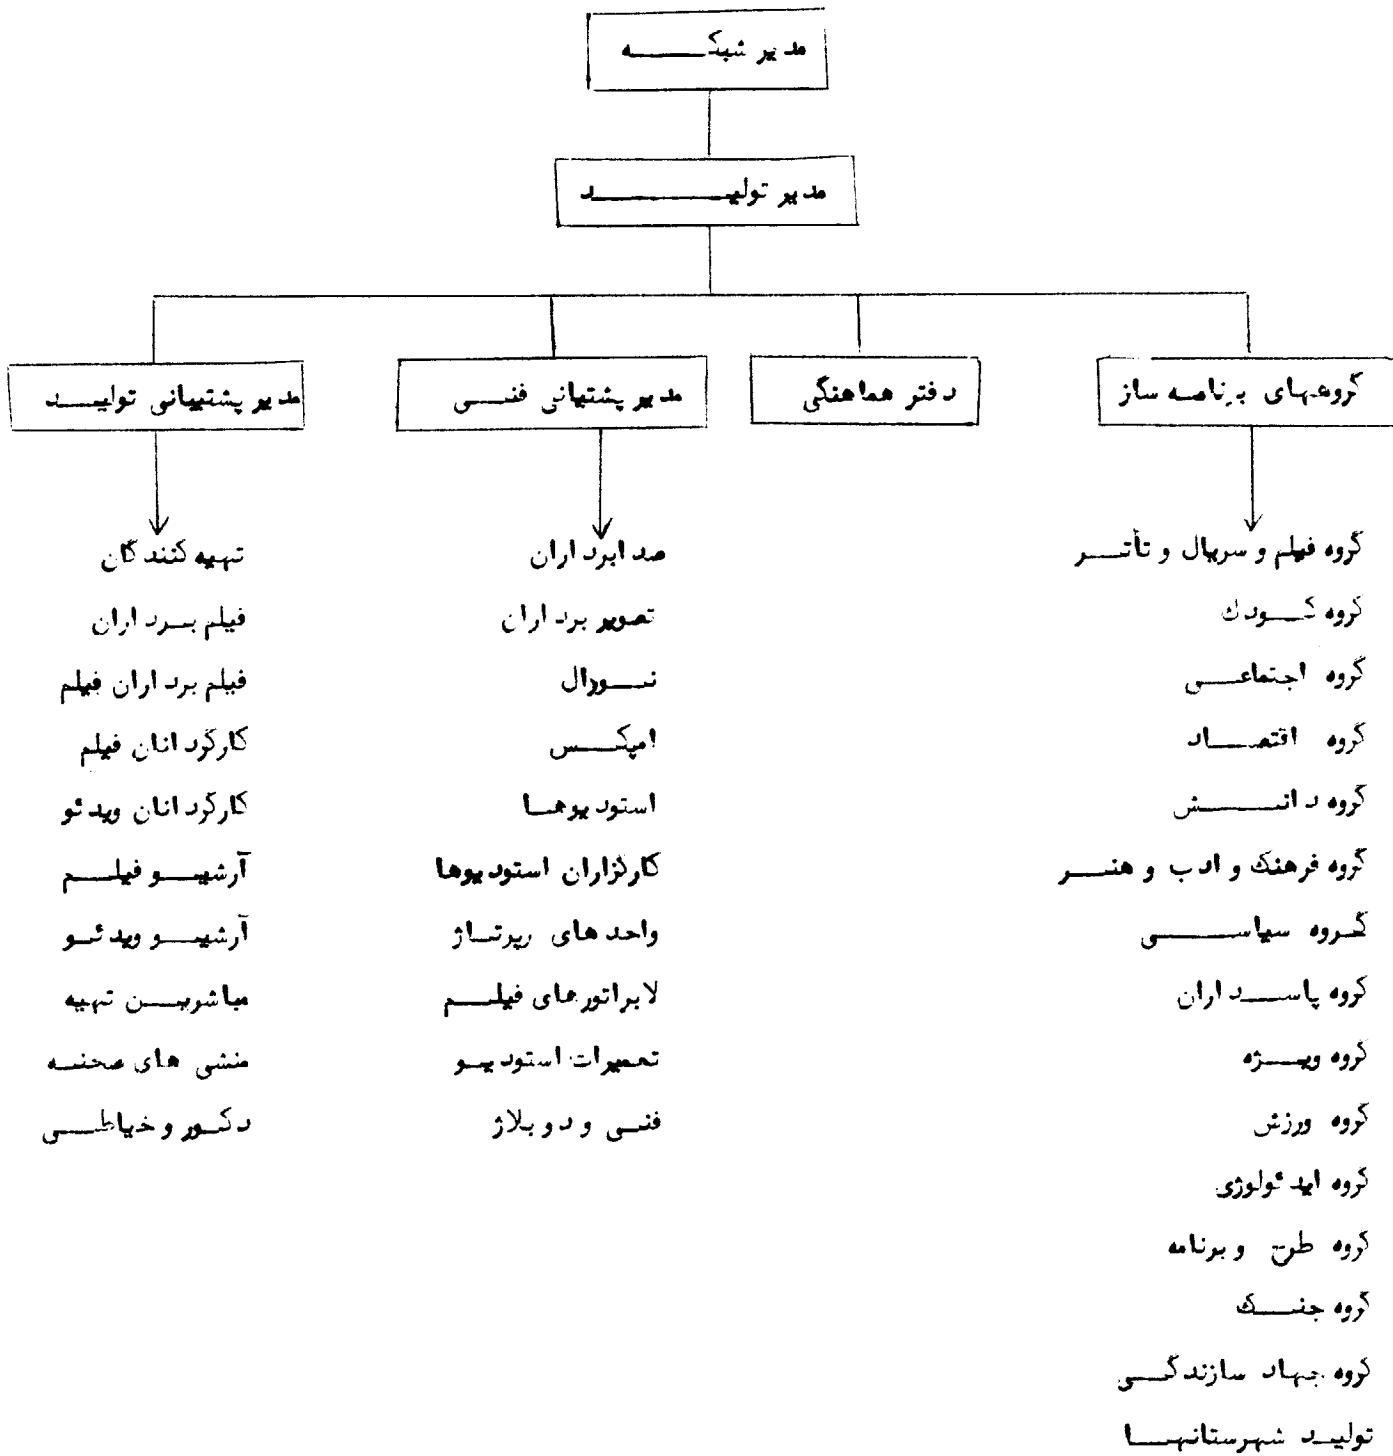 مدیر شبکه
مدیر تولید
گروههای برنامه ساز
دفتر هماهنگی
مدیر پشتیبانی فنی
مدیر پشتیبانی تولید
گروه فیلم و سریال و تأتر
گروه کودک
گروه اجتماعی
گروه اقتصاد
گروه دانش
گروه فرهنگ و ادب و هنر
گروه سیاسی
گروه پاسداران
گروه ویژه
گروه ورزش
گروه ایدئولوژی
گروه طرح و برنامه
گروه جنگ
گروه جهاد سازندگی
تولید شهرستانها
صدابرداران
تصویر برداران
نورال
امپکس
استودیوها
کارگزاران استودیوها
واحد های رپرتاژ
لابراتورهای فیلم
تعمیرات استودیو
فنی و دوبلاژ
تهیه کنندگان
فیلم برداران
فیلم برداران فیلم
کارگردانان فیلم
کارگردانان ویدئو
آرشیو فیلم
آرشیو ویدئو
مباشرین تهیه
منشی های صحنه
دکور و خیاطی